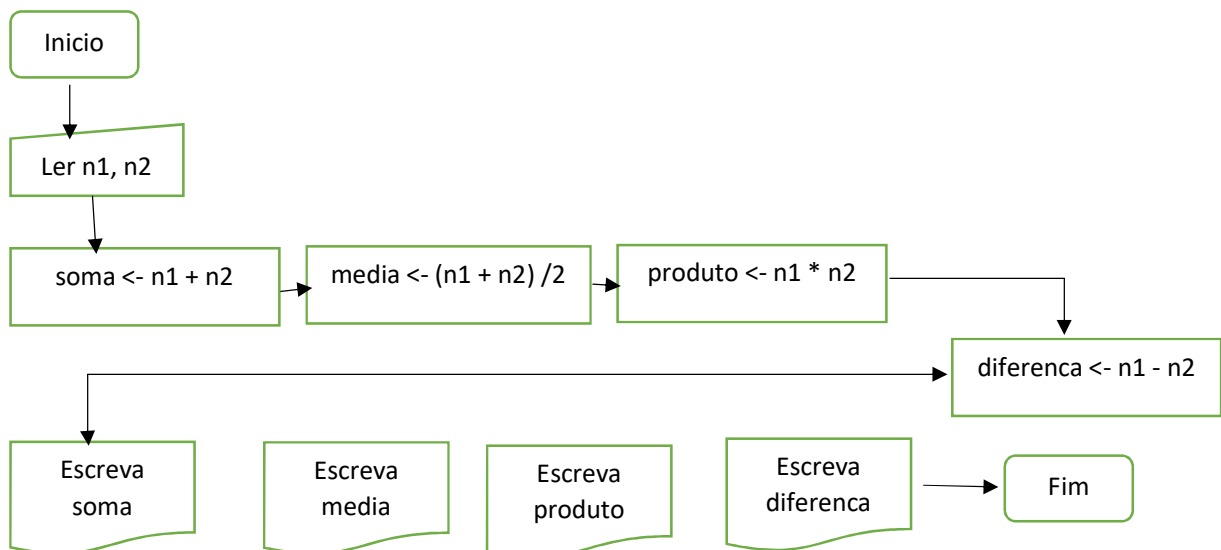 Inicio
Ler n1, n2
soma <- n1 + n2
media <- (n1 + n2) /2
produto <- n1 * n2
diferenca <- n1 - n2
Escreva
soma
Escreva
media
Escreva
produto
Escreva
diferenca
Fim